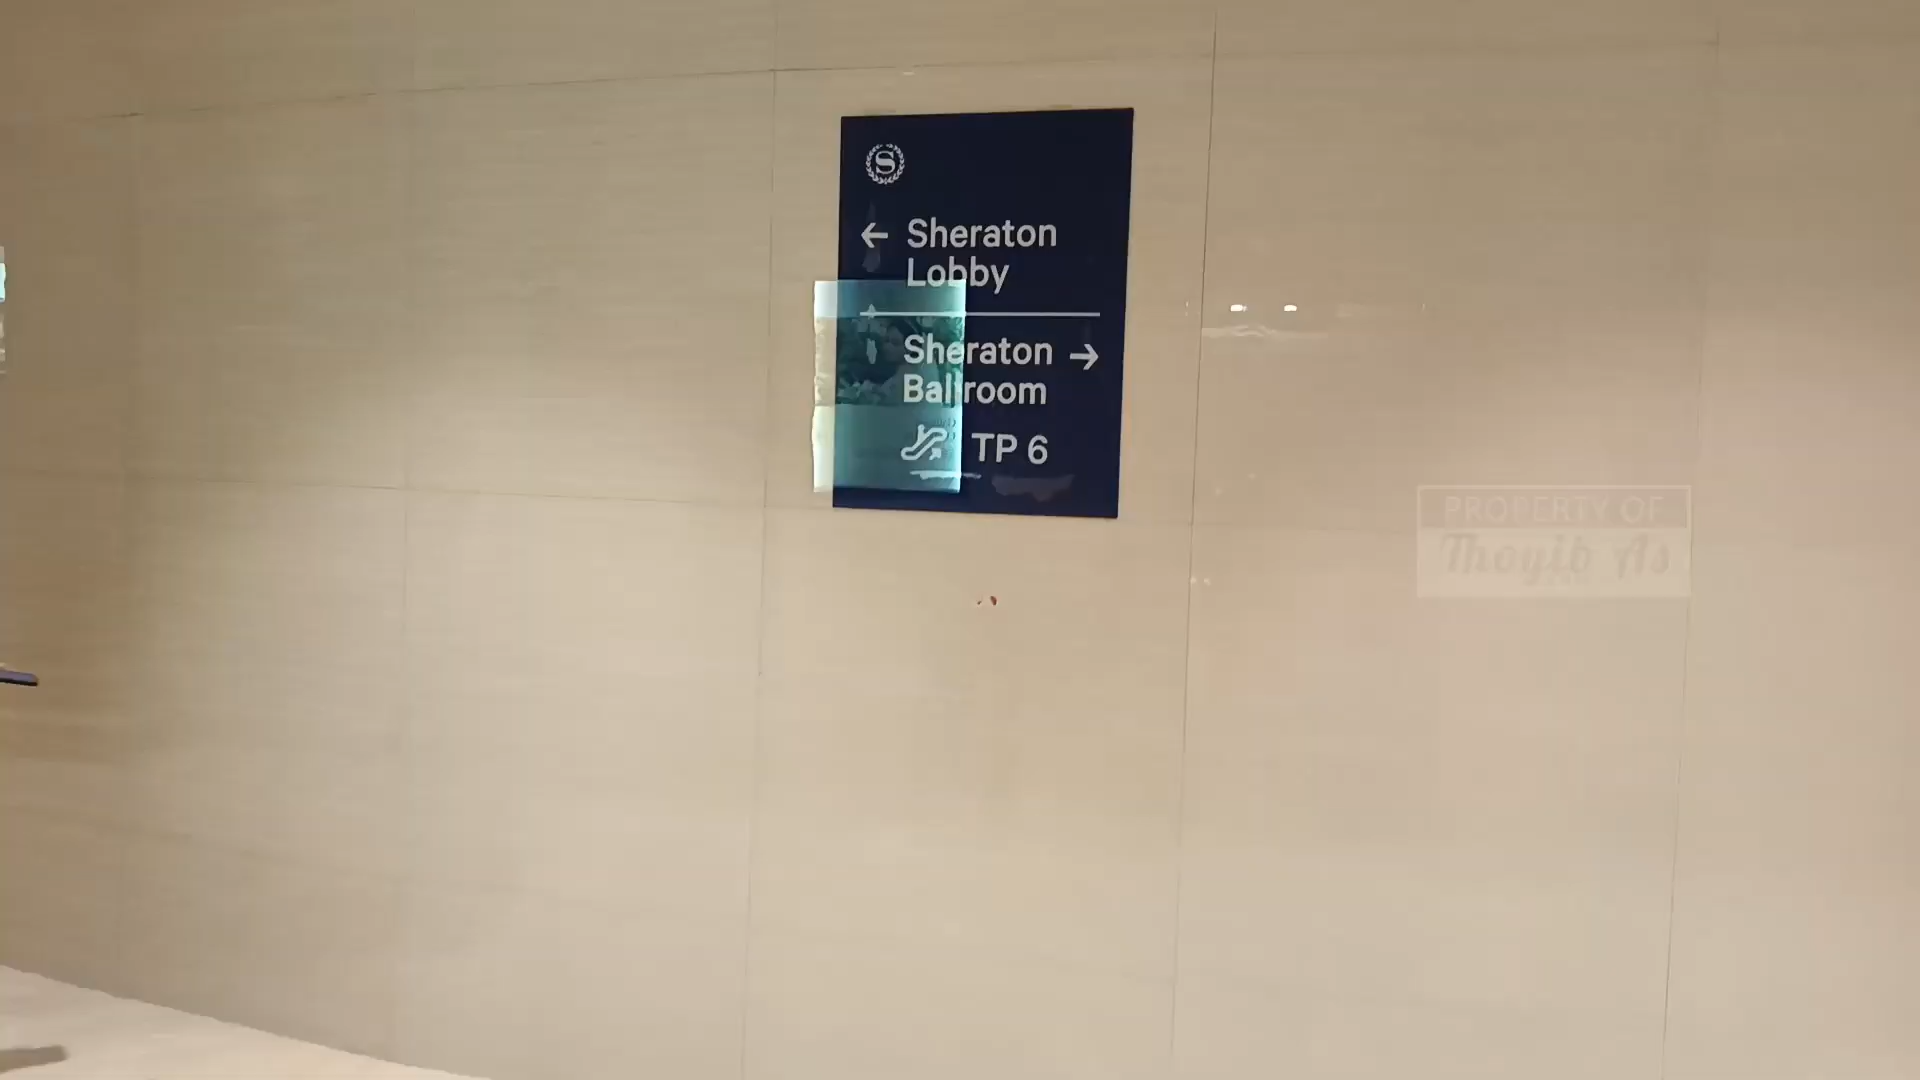 S
← Sheraton
Lobby
Sheraton →
Ballroom
TP 6
PROPERTY OF
Thoyib As